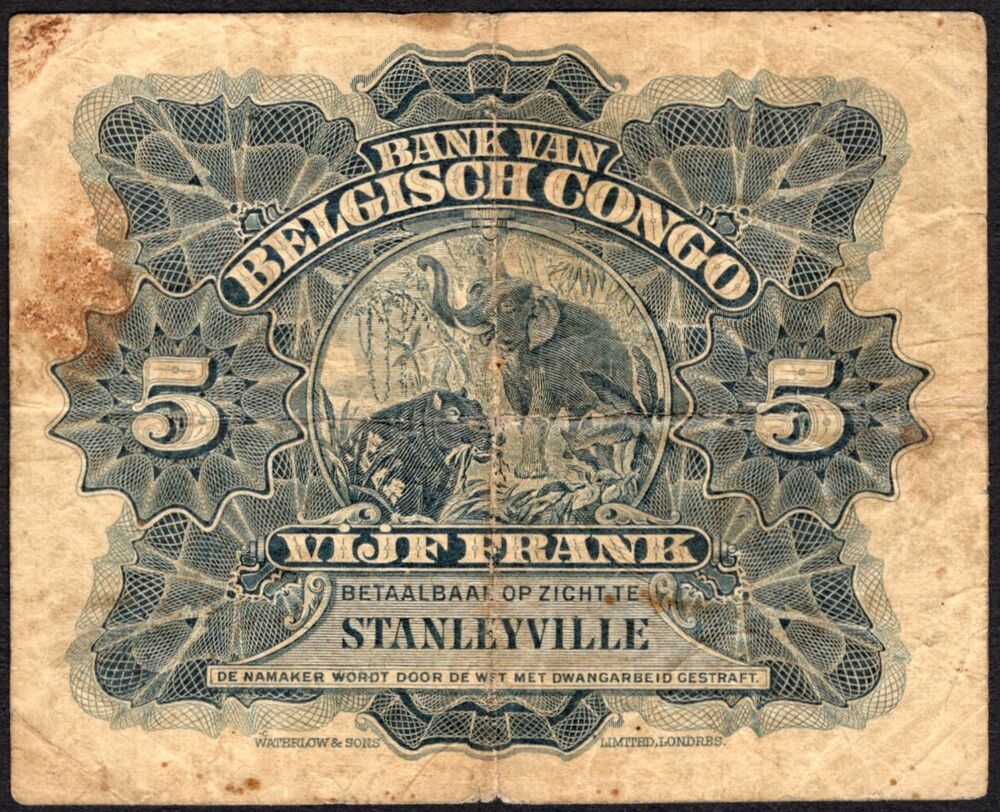 BANK VAN
BELGISCH CONGO
5 5
VIJF FRANK
BETAALBAAR OP ZICHT TE
STANLEYVILLE
DE NAMAKER WORDT DOOR DE WET MET DWANGARBEID GESTRAFT.
WATERLOW & SONS LIMITED, LONDRES.